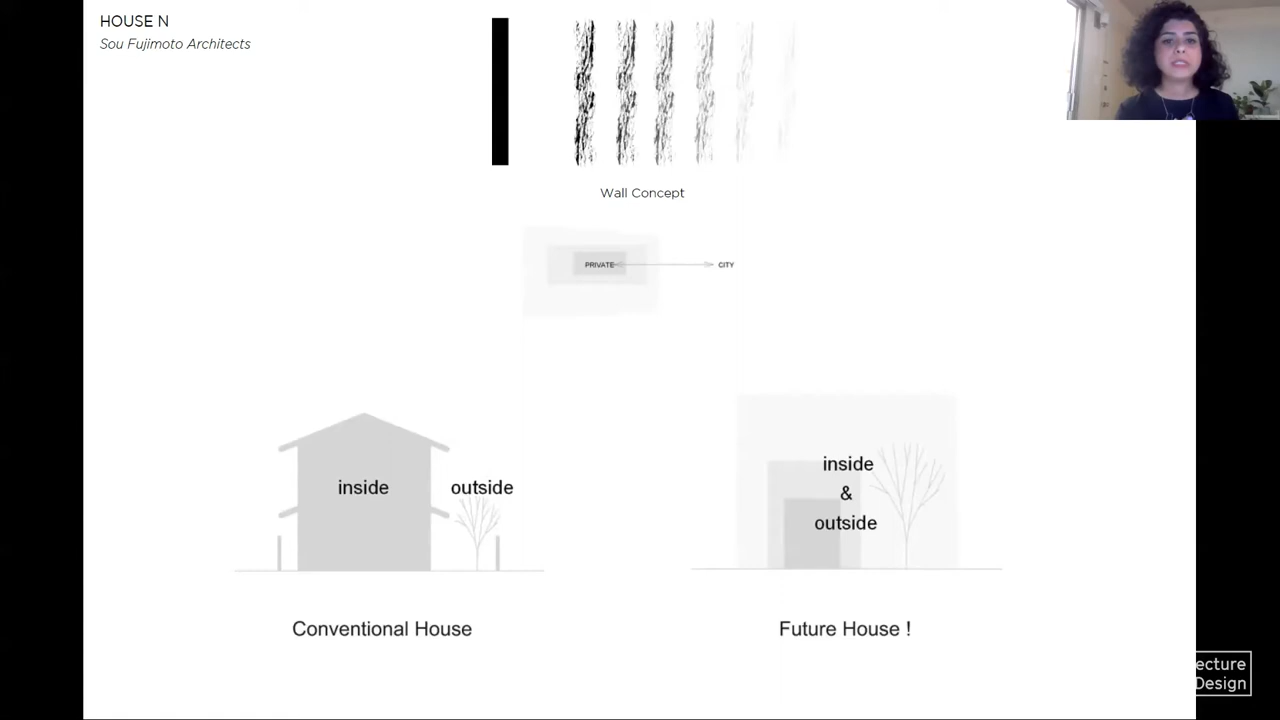 HOUSE N
Sou Fujimoto Architects
Wall Concept
PRIVATE
CITY
inside
outside
inside
&
outside
Conventional House
Future House !
ecture
Design